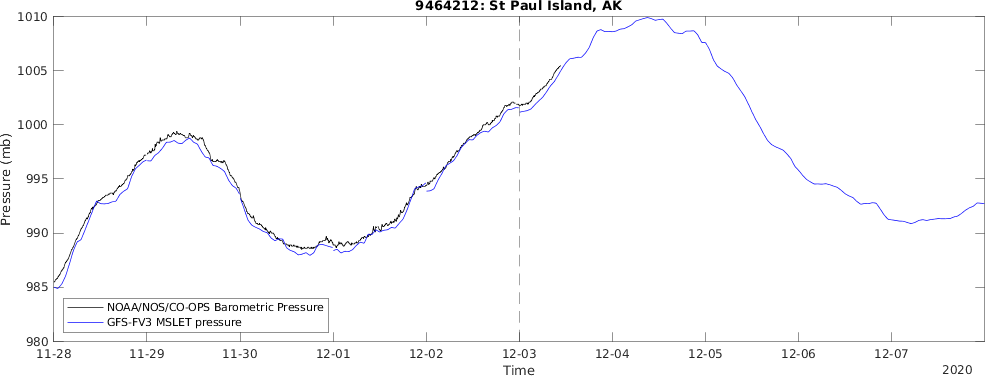 9464212: St Paul Island, AK
1010
1005
1000
995
990
985
980
Pressure (mb)
NOAA/NOS/CO-OPS Barometric Pressure
GFS-FV3 MSLET pressure
11-28 11-29 11-30 12-01 12-02 12-03 12-04 12-05 12-06 12-07
Time
2020